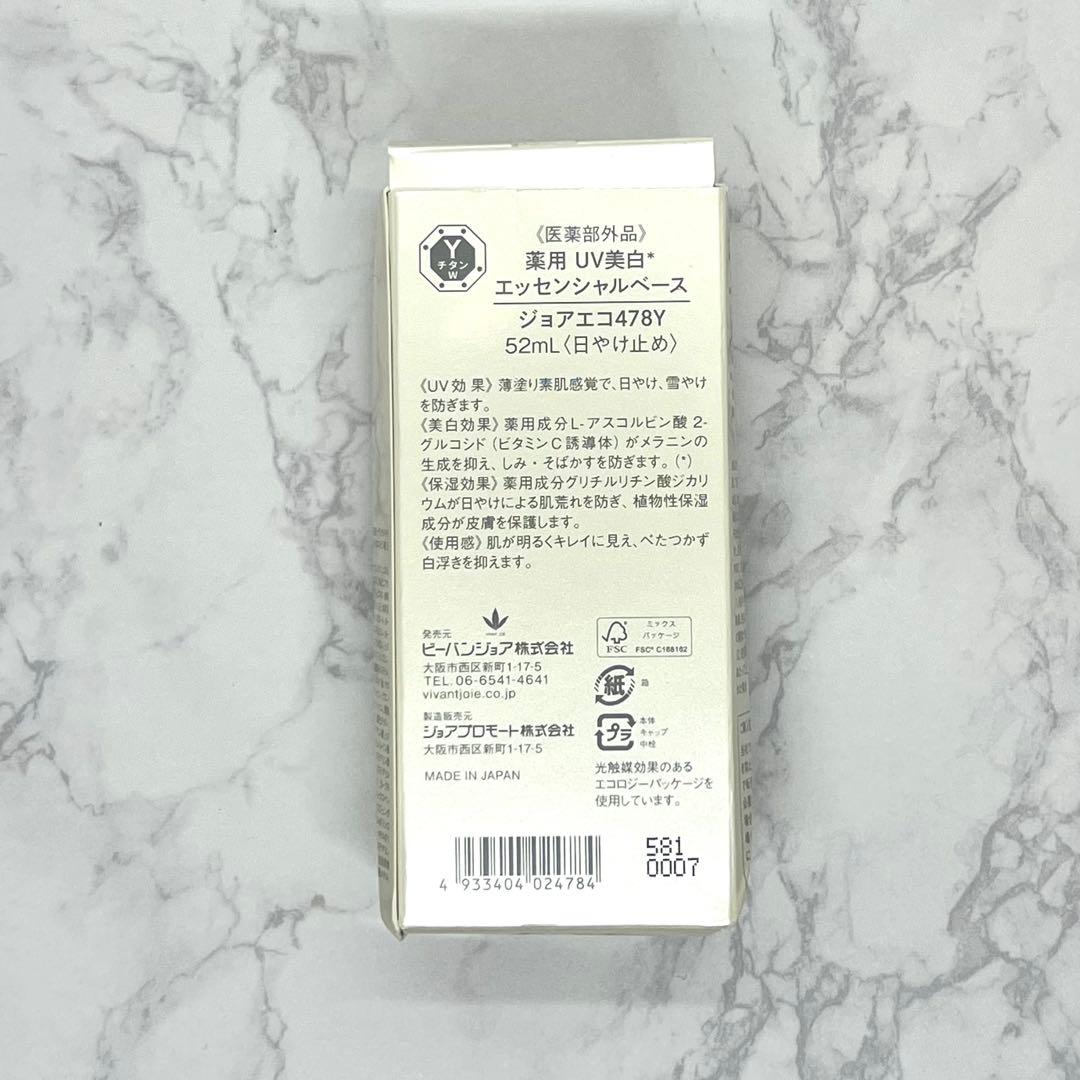 Y
チタン
W
《医薬部外品》
薬用 UV美白*
エッセンシャルベース
ジョアエコ478Y
52mL〈日やけ止め〉
《UV効果》薄塗り素肌感覚で、日やけ、雪やけ
を防ぎます。
《美白効果》薬用成分L-アスコルビン酸 2-
グルコシド（ビタミンC誘導体）がメラニンの
生成を抑え、しみ・そばかすを防ぎます。(*)
《保湿効果》薬用成分グリチルリチン酸ジカリ
ウムが日やけによる肌荒れを防ぎ、植物性保湿
成分が皮膚を保護します。
《使用感》肌が明るくキレイに見え、べたつかず
白浮きを抑えます。
発売元
ビーバンジョア株式会社
大阪市西区新町1-17-5
TEL. 06-6541-4641
vivantjoie.co.jp
製造販売元
ジョアプロモート株式会社
大阪市西区新町1-17-5
MADE IN JAPAN
FSC
ミックス
パッケージ
FSC® C168162
紙
箱
プラ
本体
キャップ
中栓
光触媒効果のある
エコロジーパッケージを
使用しています。
4 933404 024784
581
0007